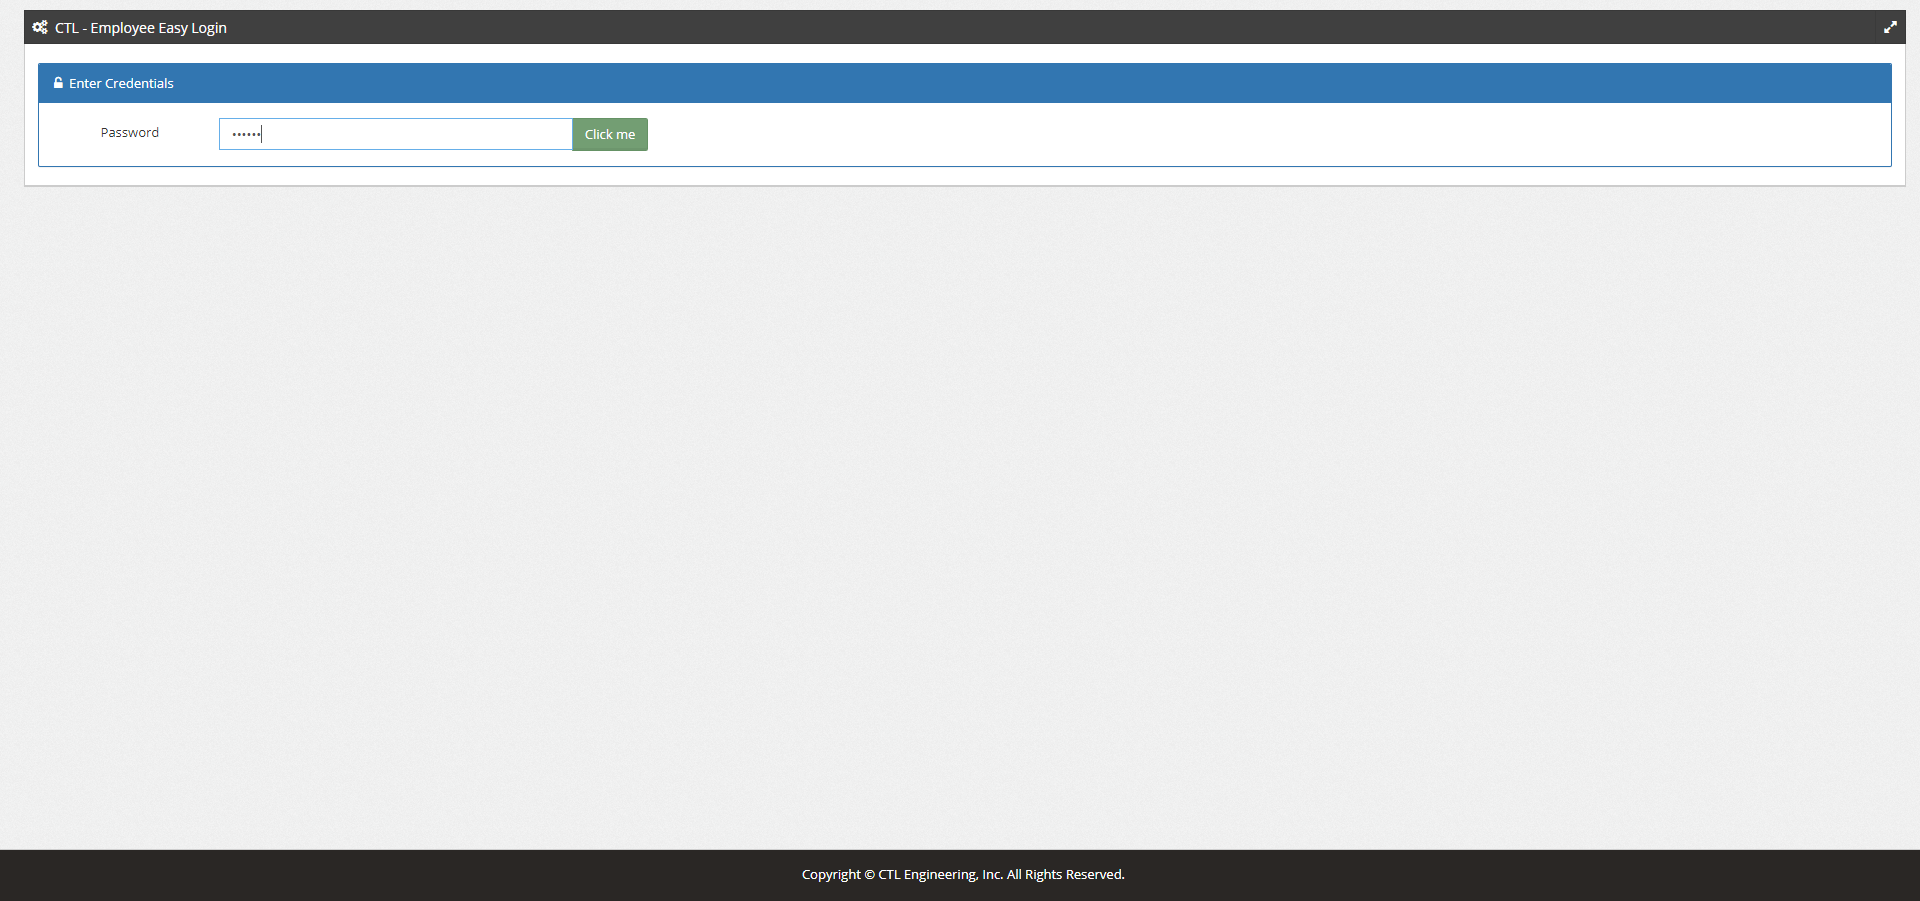 CTL - Employee Easy Login
Enter Credentials
Password
••••••
Click me
Copyright © CTL Engineering, Inc. All Rights Reserved.